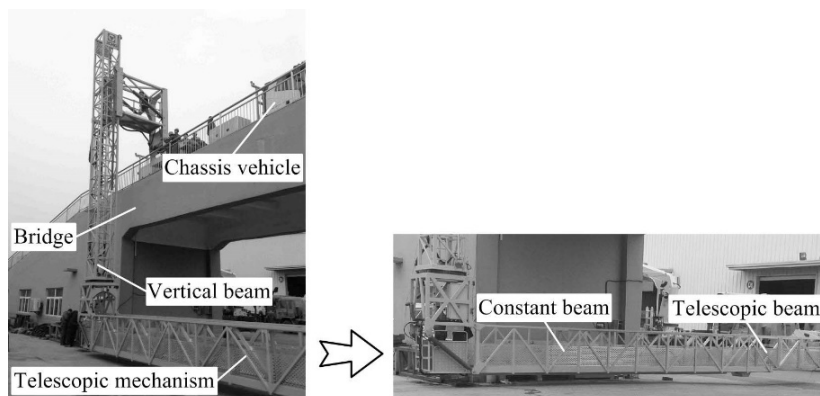 Chassis vehicle
Bridge
Vertical beam
Telescopic mechanism
Constant beam
Telescopic beam